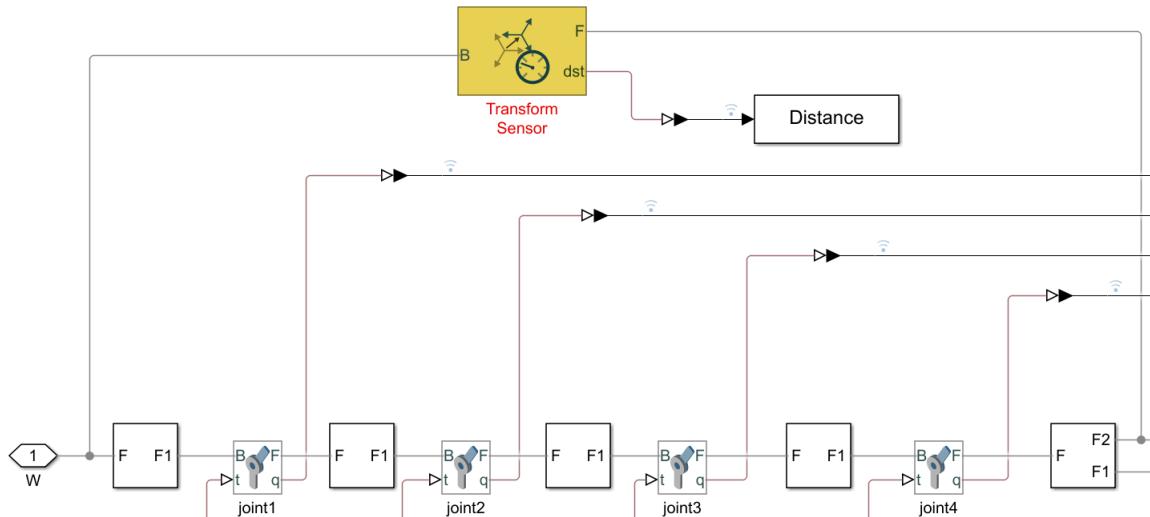 F
B
dst
Transform
Sensor
Distance
1
W
F F1
B F
t q
joint1
F F1
B F
t q
joint2
F F1
B F
t q
joint3
F F1
B F
t q
joint4
F2
F
F1